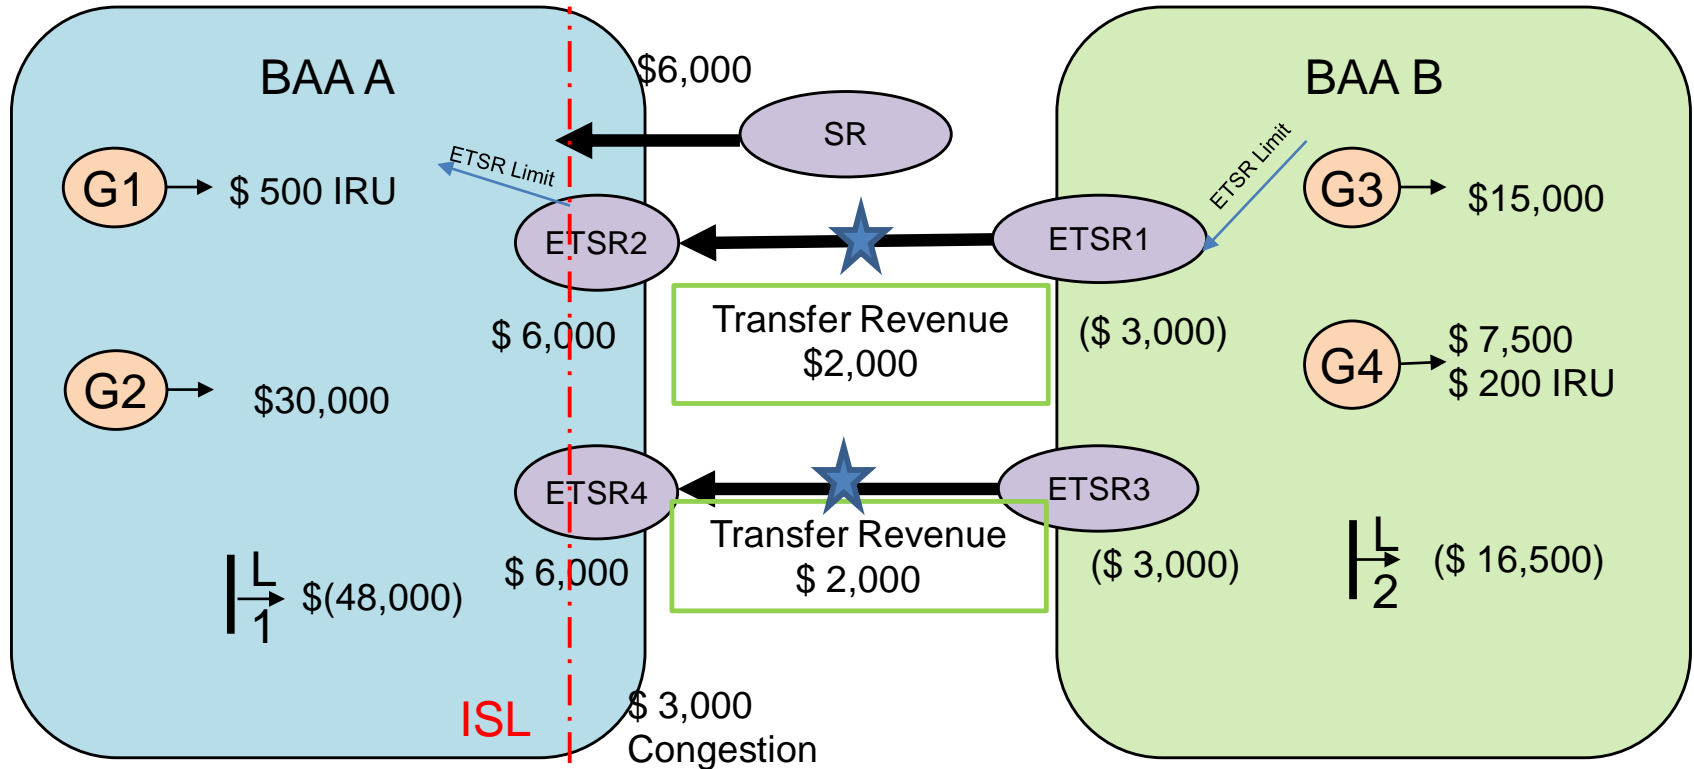 BAA A
BAA B
$6,000
SR
ETSR Limit
ETSR Limit
G1
$ 500 IRU
G3
$15,000
ETSR2
ETSR1
Transfer Revenue
$2,000
$ 6,000
($ 3,000)
G2
$30,000
G4
$ 7,500
$ 200 IRU
ETSR4
ETSR3
Transfer Revenue
$ 2,000
$ 6,000
($ 3,000)
L
1
$(48,000)
L
2
($ 16,500)
ISL
$ 3,000
Congestion